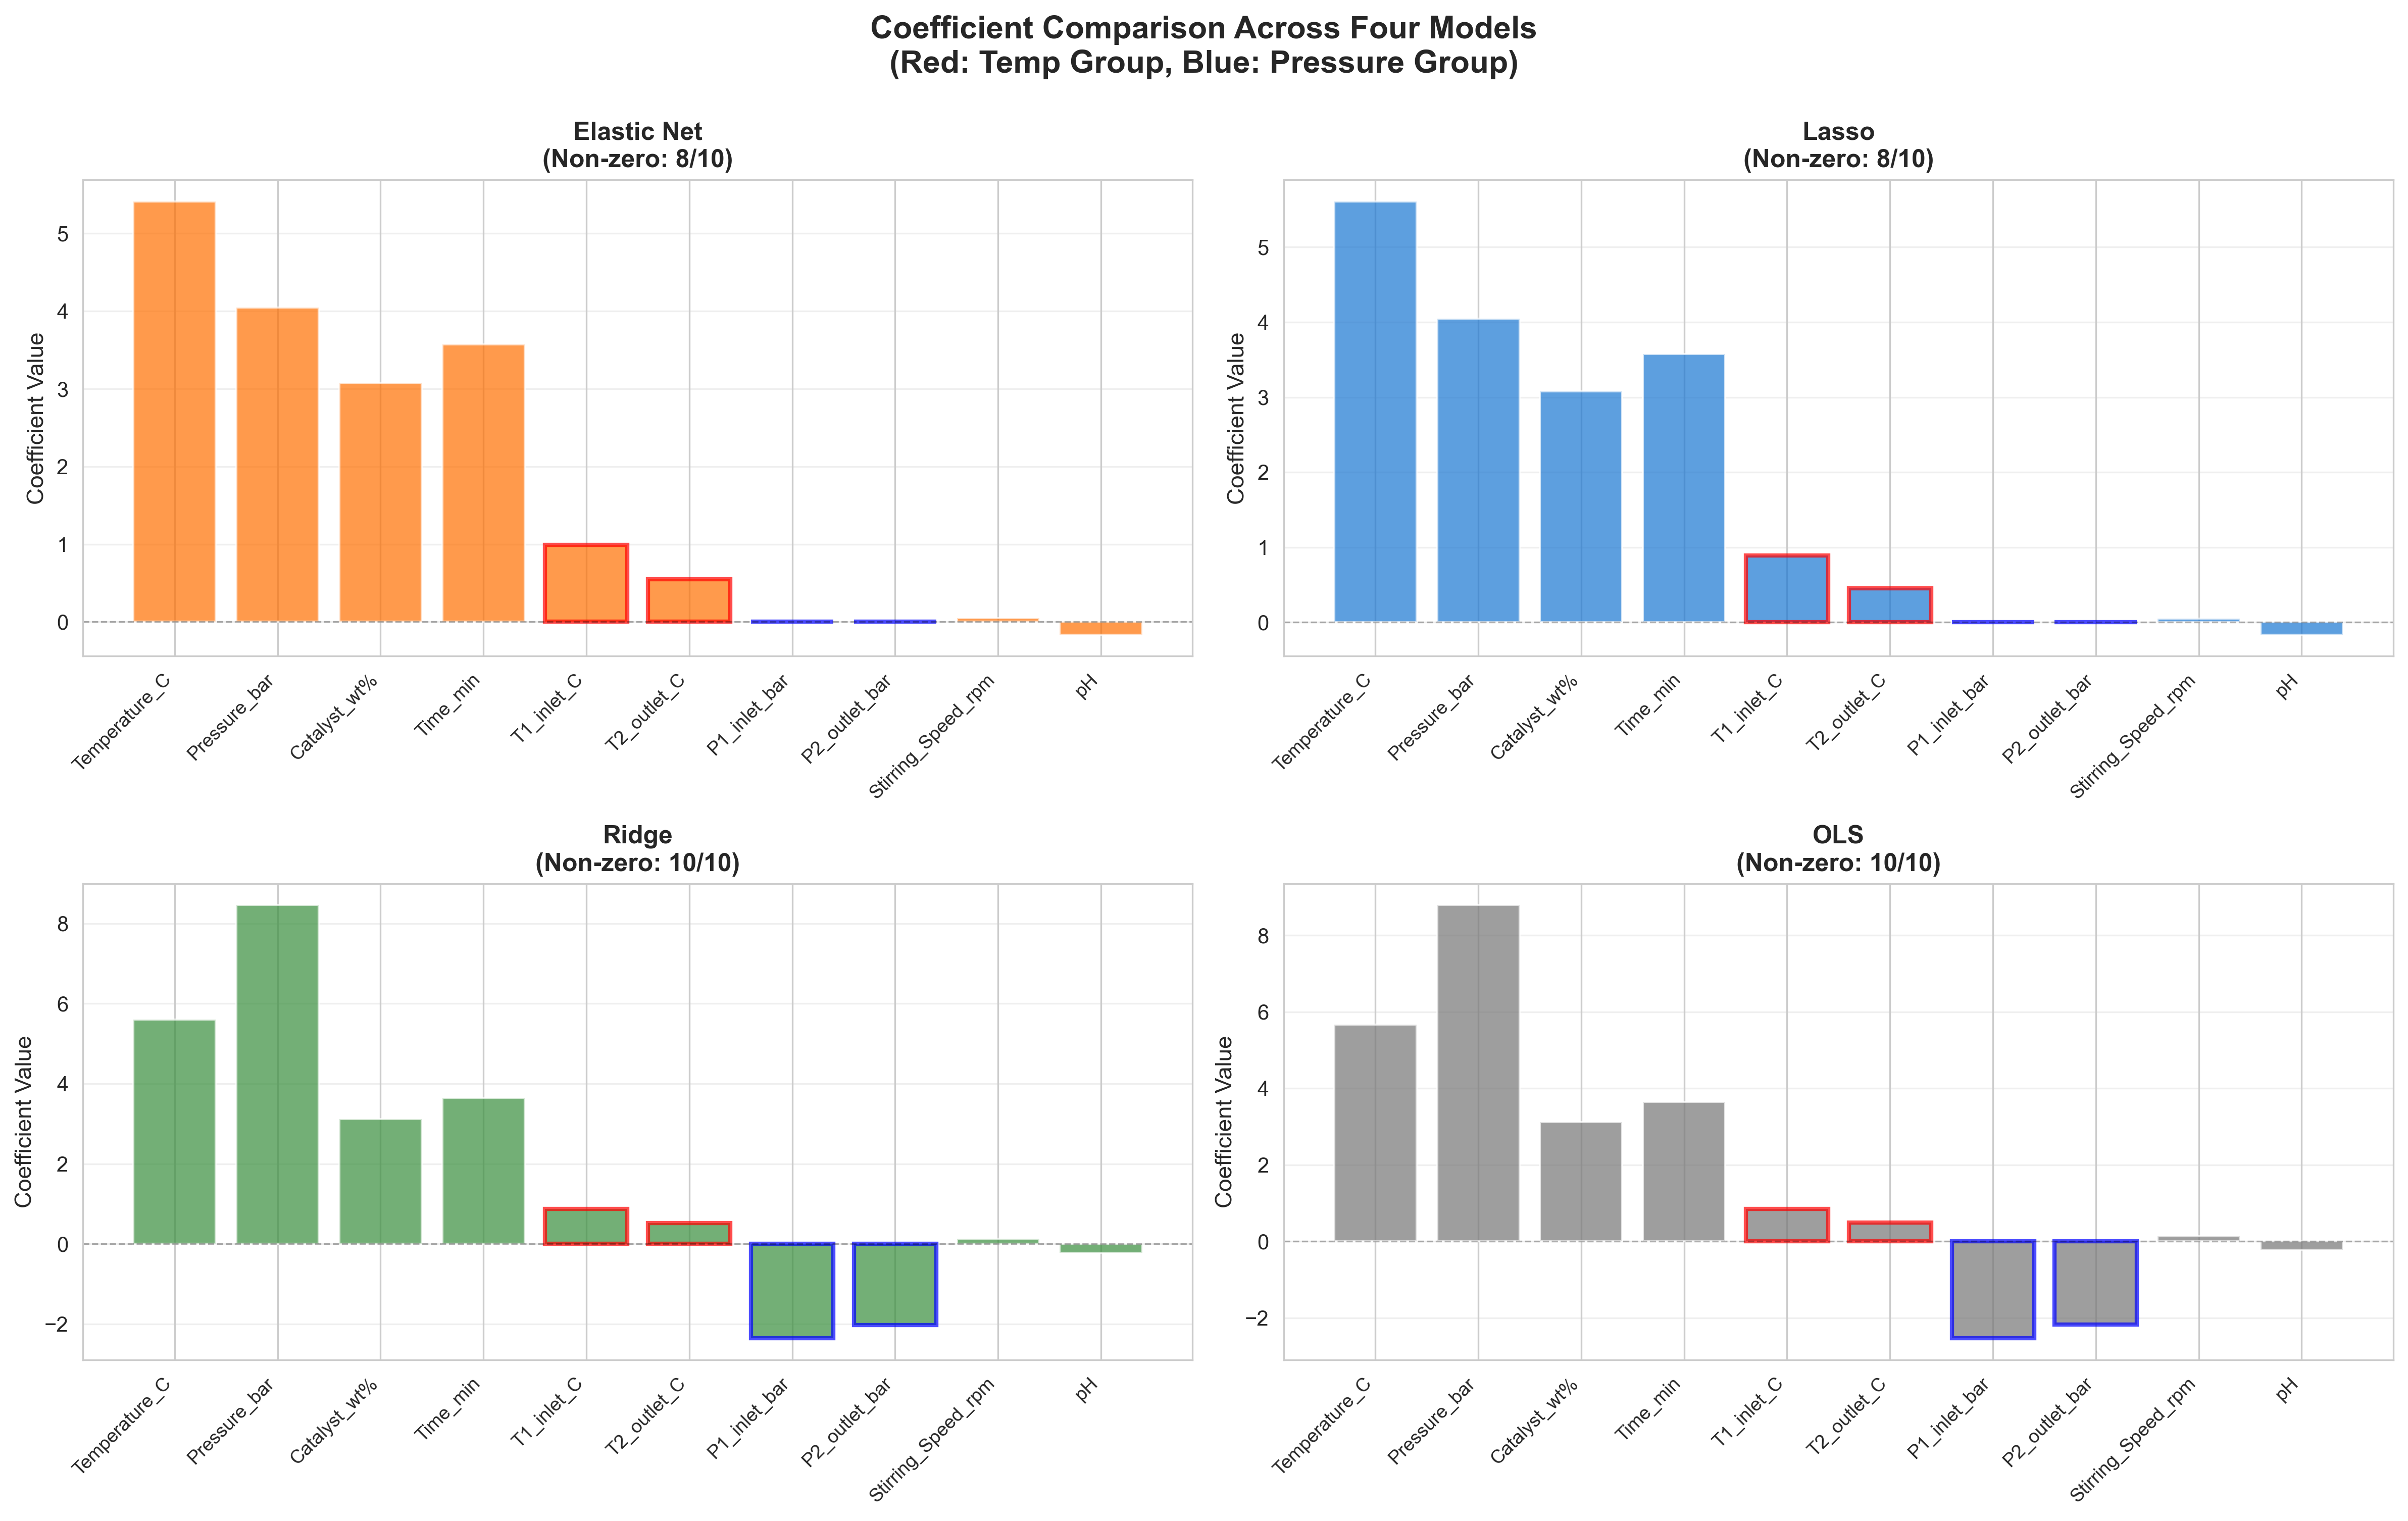 Coefficient Comparison Across Four Models
(Red: Temp Group, Blue: Pressure Group)
Elastic Net
(Non-zero: 8/10)
Coefficient Value
5
4
3
2
1
0
Temperature_C
Pressure_bar
Catalyst_wt%
Time_min
T1_inlet_C
T2_outlet_C
P1_inlet_bar
P2_outlet_bar
Stirring_Speed_rpm
pH
Lasso
(Non-zero: 8/10)
Coefficient Value
5
4
3
2
1
0
Temperature_C
Pressure_bar
Catalyst_wt%
Time_min
T1_inlet_C
T2_outlet_C
P1_inlet_bar
P2_outlet_bar
Stirring_Speed_rpm
pH
Ridge
(Non-zero: 10/10)
Coefficient Value
8
6
4
2
0
−2
Temperature_C
Pressure_bar
Catalyst_wt%
Time_min
T1_inlet_C
T2_outlet_C
P1_inlet_bar
P2_outlet_bar
Stirring_Speed_rpm
pH
OLS
(Non-zero: 10/10)
Coefficient Value
8
6
4
2
0
−2
Temperature_C
Pressure_bar
Catalyst_wt%
Time_min
T1_inlet_C
T2_outlet_C
P1_inlet_bar
P2_outlet_bar
Stirring_Speed_rpm
pH